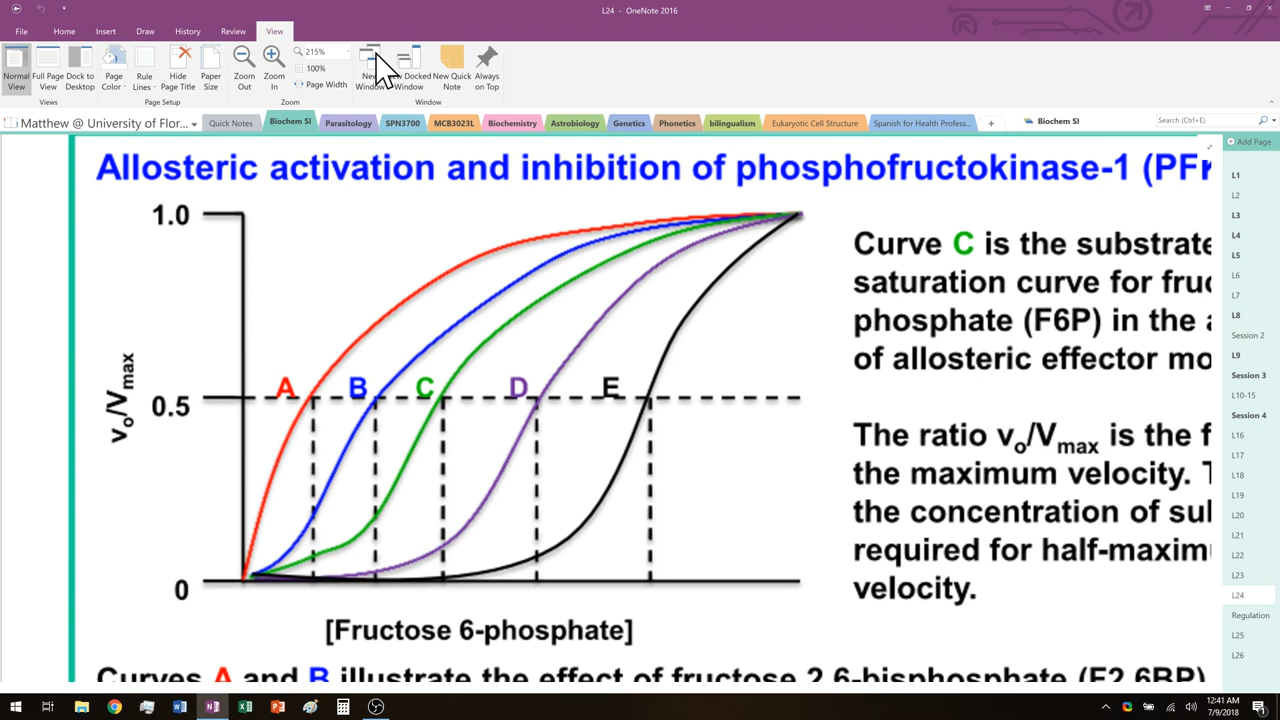 L24 - OneNote 2016
File Home Insert Draw History Review View
Normal View
Full Page View
Dock to Desktop
Page Color
Rule Lines
Hide Page Title
Paper Size
Zoom Out
Zoom In
215%
100%
Page Width
New Window
Docked Window
New Quick Note
Always on Top
Views Page Setup Zoom Window
Matthew @ University of Flor... Quick Notes Biochem SI Parasitology SPN3700 MCB3023L Biochemistry Astrobiology Genetics Phonetics bilingualism Eukaryotic Cell Structure Spanish for Health Profess... + Biochem SI Search (Ctrl+E)
Allosteric activation and inhibition of phosphofructokinase-1 (PF
1.0
0.5
0
vo/Vmax
A B C D E
[Fructose 6-phosphate]
Curve C is the substrate
saturation curve for fru
phosphate (F6P) in the
of allosteric effector mo
The ratio vo/Vmax is the f
the maximum velocity. T
the concentration of su
required for half-maxim
velocity.
Curves A and B illustrate the effect of fructose 2,6-bisphosphate (F2,6BP)
Add Page
L1
L2
L3
L4
L5
L6
L7
L8
Session 2
L9
Session 3
L10-15
Session 4
L16
L17
L18
L19
L20
L21
L22
L23
L24
Regulation
L25
L26
12:41 AM
7/9/2018